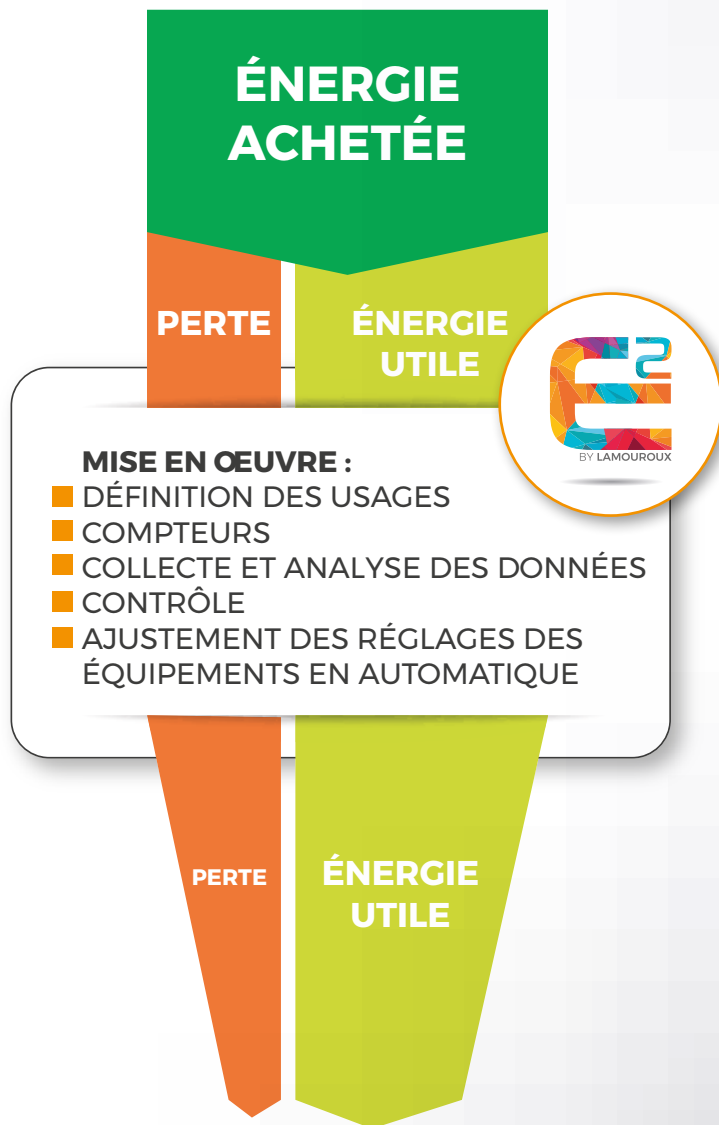 ÉNERGIE
ACHETÉE
PERTE
ÉNERGIE
UTILE
E2
BY LAMOUROUX
MISE EN ŒUVRE :
DÉFINITION DES USAGES
COMPTEURS
COLLECTE ET ANALYSE DES DONNÉES
CONTRÔLE
AJUSTEMENT DES RÉGLAGES DES
ÉQUIPEMENTS EN AUTOMATIQUE
PERTE
ÉNERGIE
UTILE